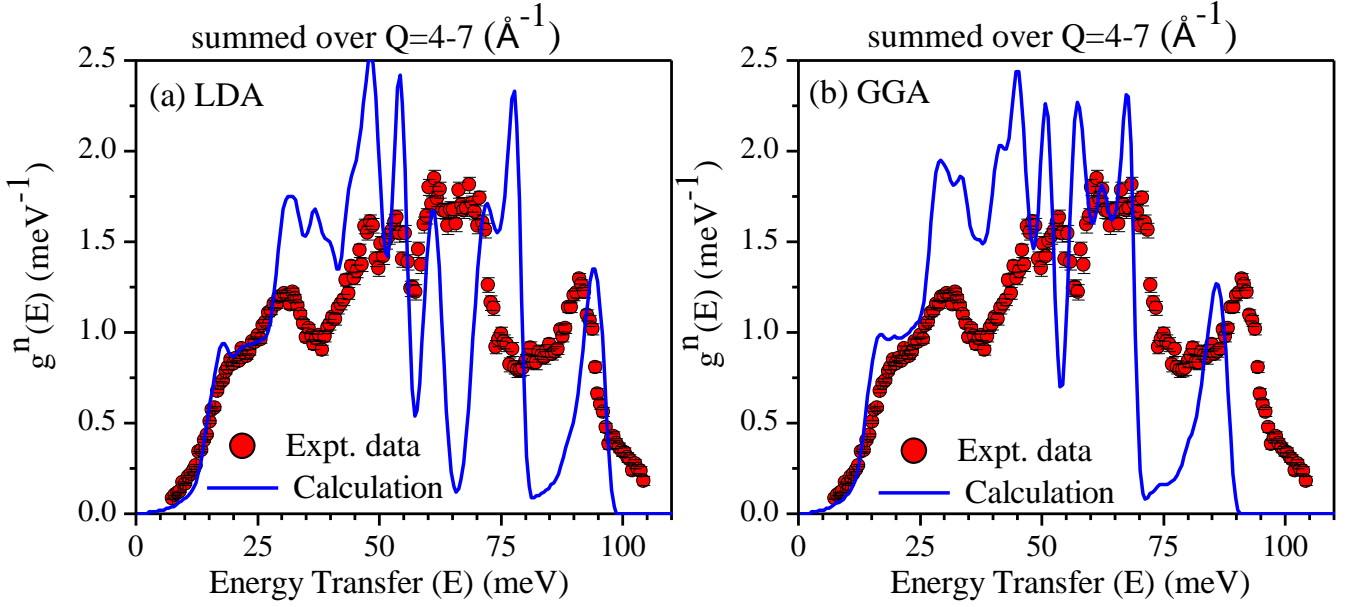 summed over Q=4-7 (Å⁻¹)
(a) LDA
gⁿ (E) (meV⁻¹)
2.5
2.0
1.5
1.0
0.5
0.0
Expt. data
Calculation
0 25 50 75 100
Energy Transfer (E) (meV)
summed over Q=4-7 (Å⁻¹)
(b) GGA
gⁿ (E) (meV⁻¹)
2.5
2.0
1.5
1.0
0.5
0.0
Expt. data
Calculation
0 25 50 75 100
Energy Transfer (E) (meV)